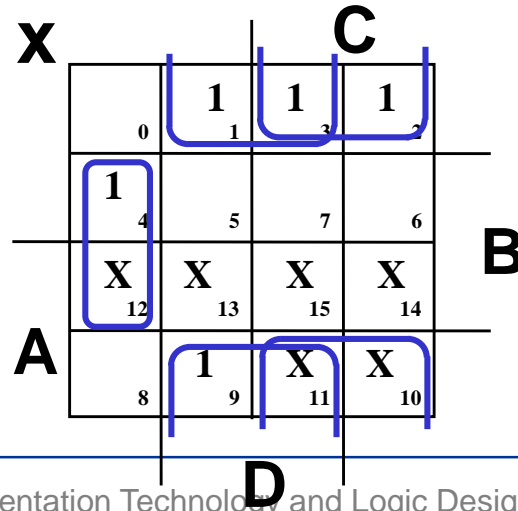 x C
1 1 1
0 1 3 2
1
4 5 7 6
B
X X X X
12 13 15 14
A
1 X X
8 9 11 10
D
entation Technology and Logic Desig